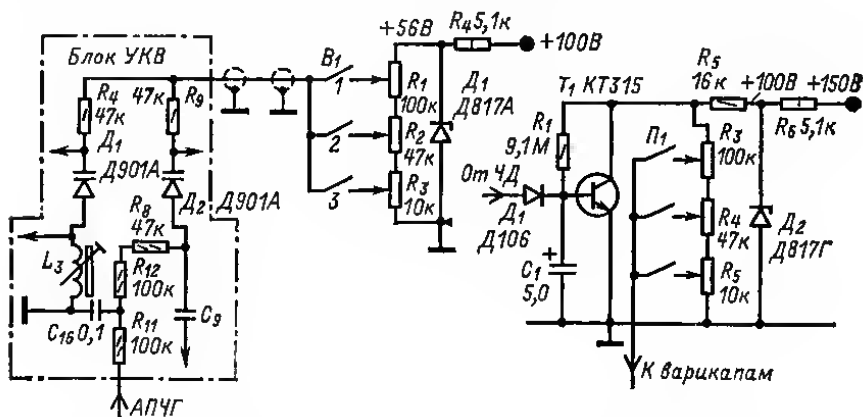 Блок УКВ
R4
47к
47к
R9
Д1
Д901А
Д2
Д901А
R8
47к
L3
R12
100к
C16 0,1
R11
100к
C9
АПЧГ
В1
1
2
3
+56В
R4 5,1к
+100В
R1
100к
R2
47к
R3
10к
Д1
Д817А
Т1 КТ315
R1
9,1М
От ЧД
Д1
Д106
+
C1
5,0
R5
16к
+100В
+150В
R6 5,1к
П1
R3
100к
R4
47к
R5
10к
Д2
Д817Г
К варикапам